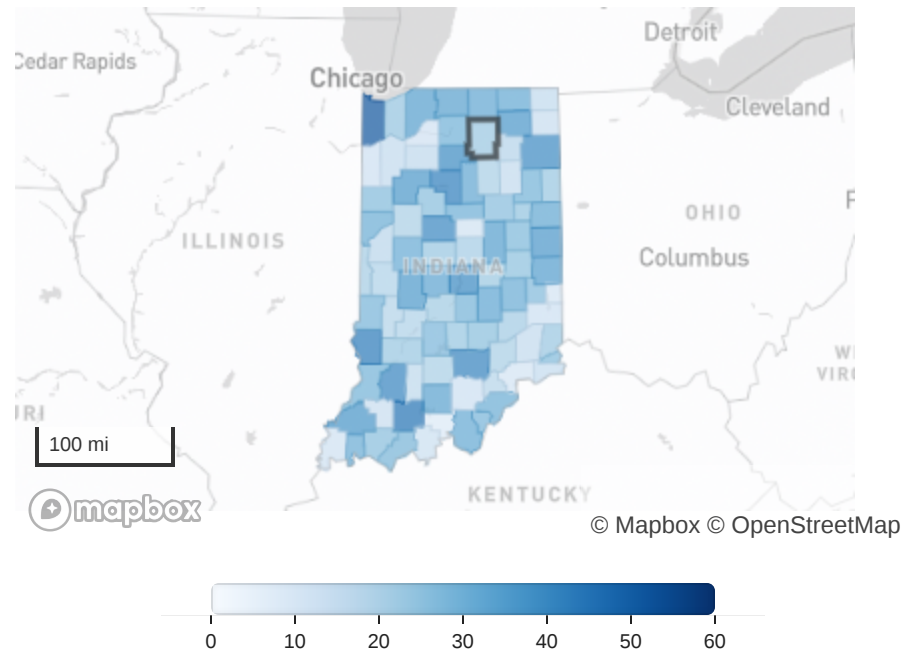 Detroit
Cedar Rapids
Chicago
Cleveland
OHIO
ILLINOIS
Columbus
INDIANA
100 mi
mapbox
KENTUCKY
© Mapbox © OpenStreetMap
0 10 20 30 40 50 60